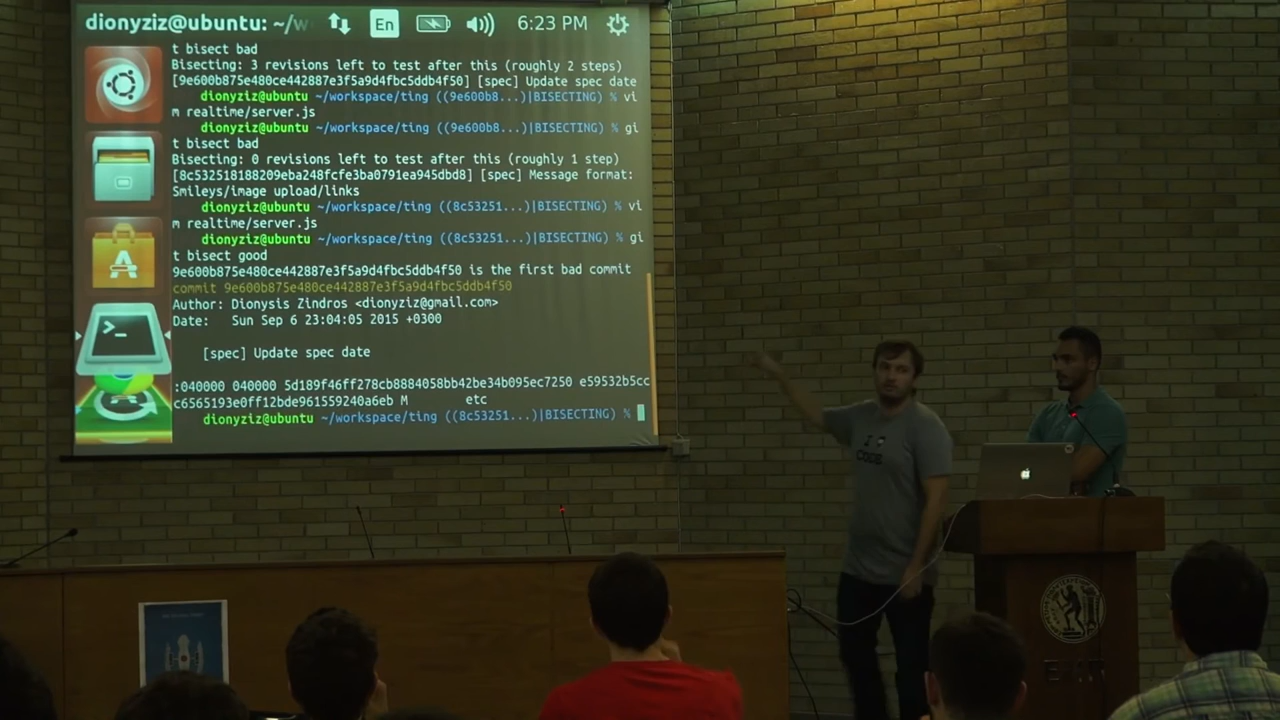 dionyziz@ubuntu: ~/w
En
6:23 PM
t bisect bad
Bisecting: 3 revisions left to test after this (roughly 2 steps)
[9e600b875e480ce442887e3f5a9d4fbc5ddb4f50] [spec] Update spec date
dionyziz@ubuntu ~/workspace/ting ((9e600b8...)|BISECTING) % vi
m realtime/server.js
dionyziz@ubuntu ~/workspace/ting ((9e600b8...)|BISECTING) % gi
t bisect bad
Bisecting: 0 revisions left to test after this (roughly 1 step)
[8c532518188209eba248fcfe3ba0791ea945dbd8] [spec] Message format:
Smileys/image upload/links
dionyziz@ubuntu ~/workspace/ting ((8c53251...)|BISECTING) % vi
m realtime/server.js
dionyziz@ubuntu ~/workspace/ting ((8c53251...)|BISECTING) % gi
t bisect good
9e600b875e480ce442887e3f5a9d4fbc5ddb4f50 is the first bad commit
commit 9e600b875e480ce442887e3f5a9d4fbc5ddb4f50
Author: Dionysis Zindros <dionyziz@gmail.com>
Date: Sun Sep 6 23:04:05 2015 +0300
[spec] Update spec date
:040000 040000 5d189f46ff278cb8884058bb42be34b095ec7250 e59532b5cc
c6565193e0ff12bde961559240a6eb M etc
dionyziz@ubuntu ~/workspace/ting ((8c53251...)|BISECTING) %
I
CODE